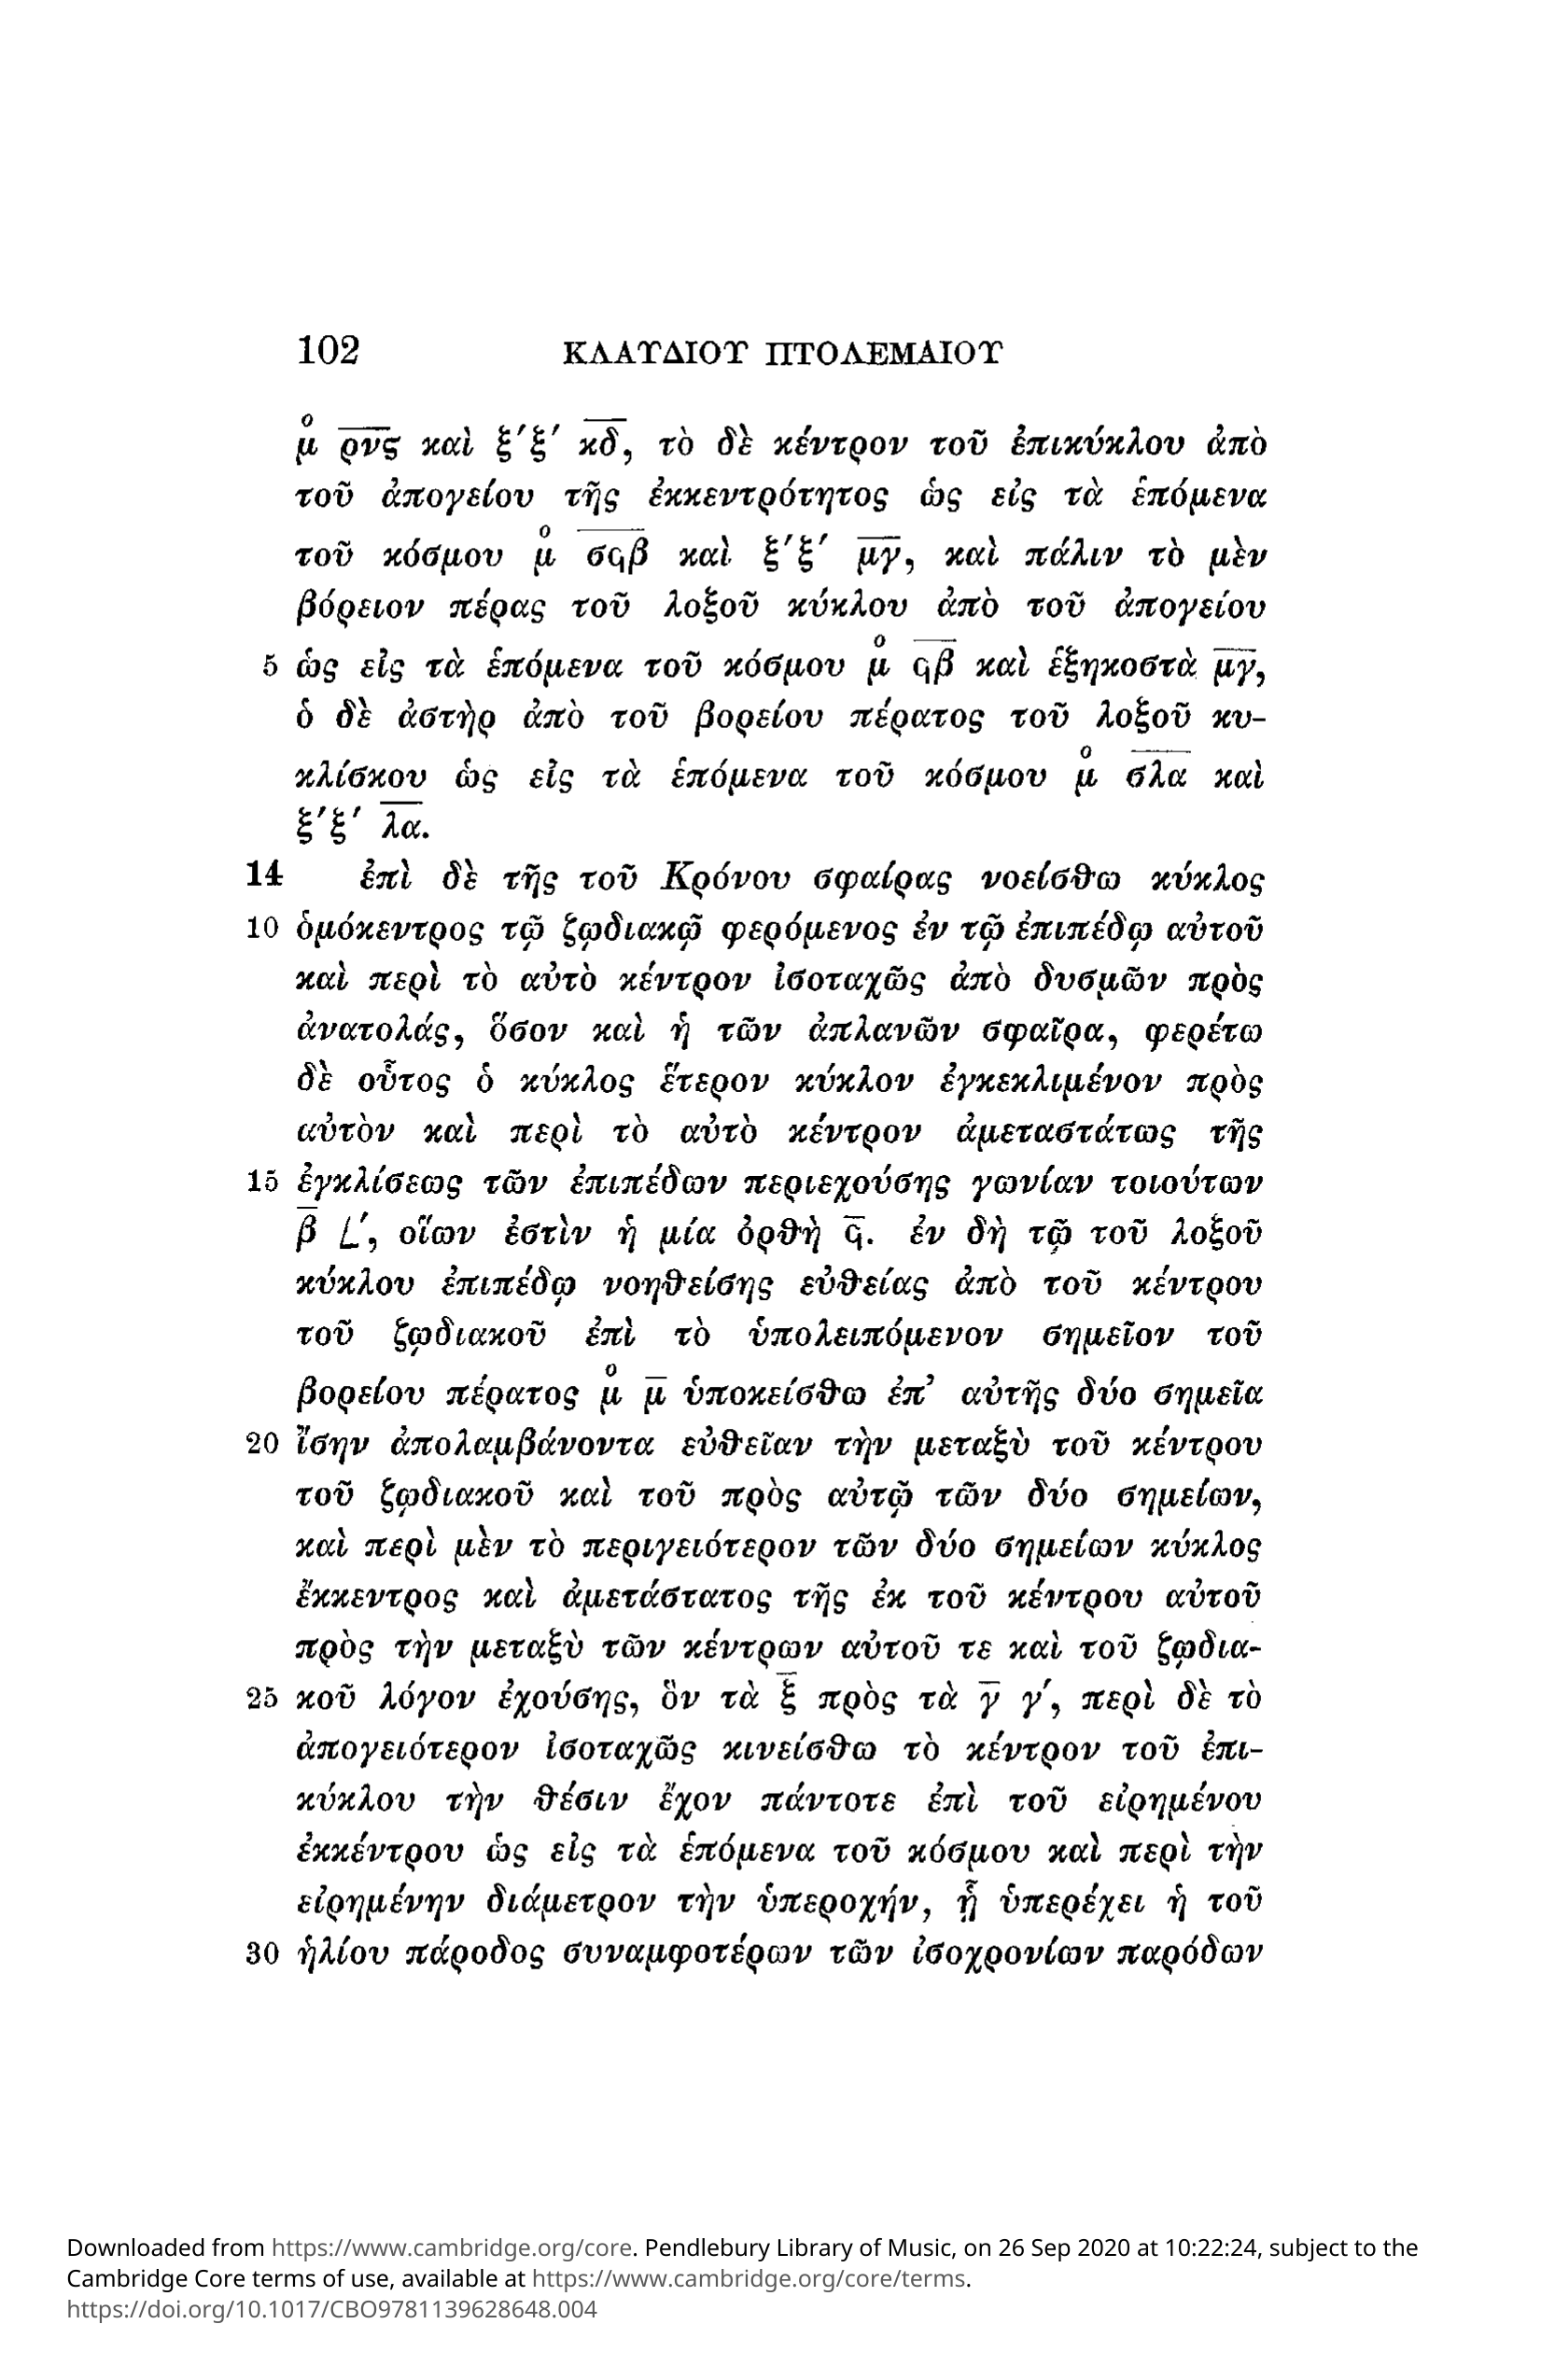 102 ΚΛΑΥΔΙΟΥ ΠΤΟΛΕΜΑΙΟΥ
μ̊ ρ̅ν̅ς̅ καὶ ξ′ξ′ κ̅δ̅, τὸ δὲ κέντρον τοῦ ἐπικύκλου ἀπὸ
τοῦ ἀπογείου τῆς ἐκκεντρότητος ὡς εἰς τὰ ἑπόμενα
τοῦ κόσμου μ̊ σ̅ϟ̅β̅ καὶ ξ′ξ′ μ̅γ̅, καὶ πάλιν τὸ μὲν
βόρειον πέρας τοῦ λοξοῦ κύκλου ἀπὸ τοῦ ἀπογείου
5 ὡς εἰς τὰ ἑπόμενα τοῦ κόσμου μ̊ ϟ̅β̅ καὶ ἑξηκοστὰ μ̅γ̅,
ὁ δὲ ἀστὴρ ἀπὸ τοῦ βορείου πέρατος τοῦ λοξοῦ κυ-
κλίσκου ὡς εἰς τὰ ἑπόμενα τοῦ κόσμου μ̊ σ̅λ̅α̅ καὶ
ξ′ξ′ λ̅α̅.
14 ἐπὶ δὲ τῆς τοῦ Κρόνου σφαίρας νοείσθω κύκλος
10 ὁμόκεντρος τῷ ζῳδιακῷ φερόμενος ἐν τῷ ἐπιπέδῳ αὐτοῦ
καὶ περὶ τὸ αὐτὸ κέντρον ἰσοταχῶς ἀπὸ δυσμῶν πρὸς
ἀνατολάς, ὅσον καὶ ἡ τῶν ἀπλανῶν σφαῖρα, φερέτω
δὲ οὗτος ὁ κύκλος ἕτερον κύκλον ἐγκεκλιμένον πρὸς
αὐτὸν καὶ περὶ τὸ αὐτὸ κέντρον ἀμεταστάτως τῆς
15 ἐγκλίσεως τῶν ἐπιπέδων περιεχούσης γωνίαν τοιούτων
β̅ 𐅵′, οἵων ἐστὶν ἡ μία ὀρθὴ ϟ̅. ἐν δὴ τῷ τοῦ λοξοῦ
κύκλου ἐπιπέδῳ νοηθείσης εὐθείας ἀπὸ τοῦ κέντρου
τοῦ ζῳδιακοῦ ἐπὶ τὸ ὑπολειπόμενον σημεῖον τοῦ
βορείου πέρατος μ̊ μ̅ ὑποκείσθω ἐπ’ αὐτῆς δύο σημεῖα
20 ἴσην ἀπολαμβάνοντα εὐθεῖαν τὴν μεταξὺ τοῦ κέντρου
τοῦ ζῳδιακοῦ καὶ τοῦ πρὸς αὐτῷ τῶν δύο σημείων,
καὶ περὶ μὲν τὸ περιγειότερον τῶν δύο σημείων κύκλος
ἔκκεντρος καὶ ἀμετάστατος τῆς ἐκ τοῦ κέντρου αὐτοῦ
πρὸς τὴν μεταξὺ τῶν κέντρων αὐτοῦ τε καὶ τοῦ ζῳδια-
25 κοῦ λόγον ἐχούσης, ὃν τὰ ξ̅ πρὸς τὰ γ̅ γ′, περὶ δὲ τὸ
ἀπογειότερον ἰσοταχῶς κινείσθω τὸ κέντρον τοῦ ἐπι-
κύκλου τὴν θέσιν ἔχον πάντοτε ἐπὶ τοῦ εἰρημένου
ἐκκέντρου ὡς εἰς τὰ ἑπόμενα τοῦ κόσμου καὶ περὶ τὴν
εἰρημένην διάμετρον τὴν ὑπεροχήν, ᾗ ὑπερέχει ἡ τοῦ
30 ἡλίου πάροδος συναμφοτέρων τῶν ἰσοχρονίων παρόδων
Downloaded from https://www.cambridge.org/core. Pendlebury Library of Music, on 26 Sep 2020 at 10:22:24, subject to the
Cambridge Core terms of use, available at https://www.cambridge.org/core/terms.
https://doi.org/10.1017/CBO9781139628648.004